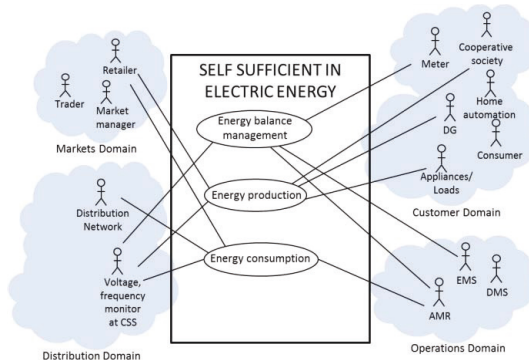 Retailer
Trader
Market
manager
Markets Domain
Distribution
Network
Voltage,
frequency
monitor
at CSS
Distribution Domain
SELF SUFFICIENT IN
ELECTRIC ENERGY
Energy balance
management
Energy production
Energy consumption
Cooperative
society
Meter
Home
automation
DG
Consumer
Appliances/
Loads
Customer Domain
EMS
DMS
AMR
Operations Domain